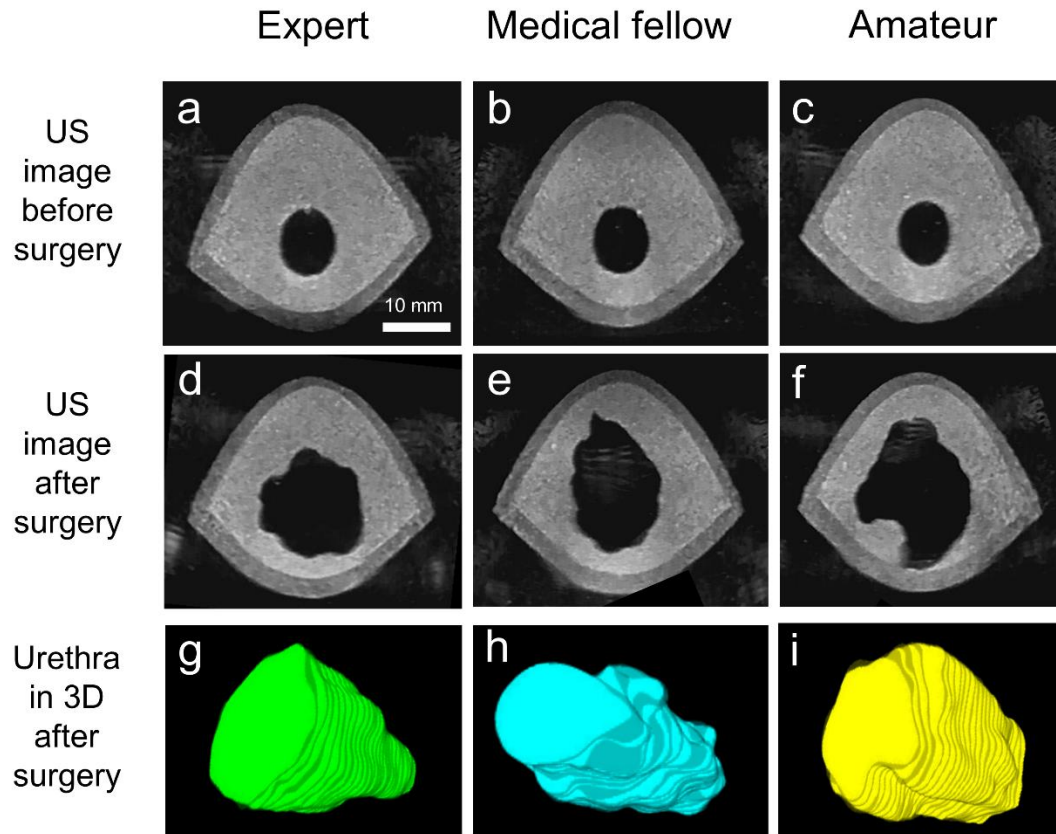 Expert
Medical fellow
Amateur
US
image
before
surgery
a
b
c
10 mm
US
image
after
surgery
d
e
f
Urethra
in 3D
after
surgery
g
h
i